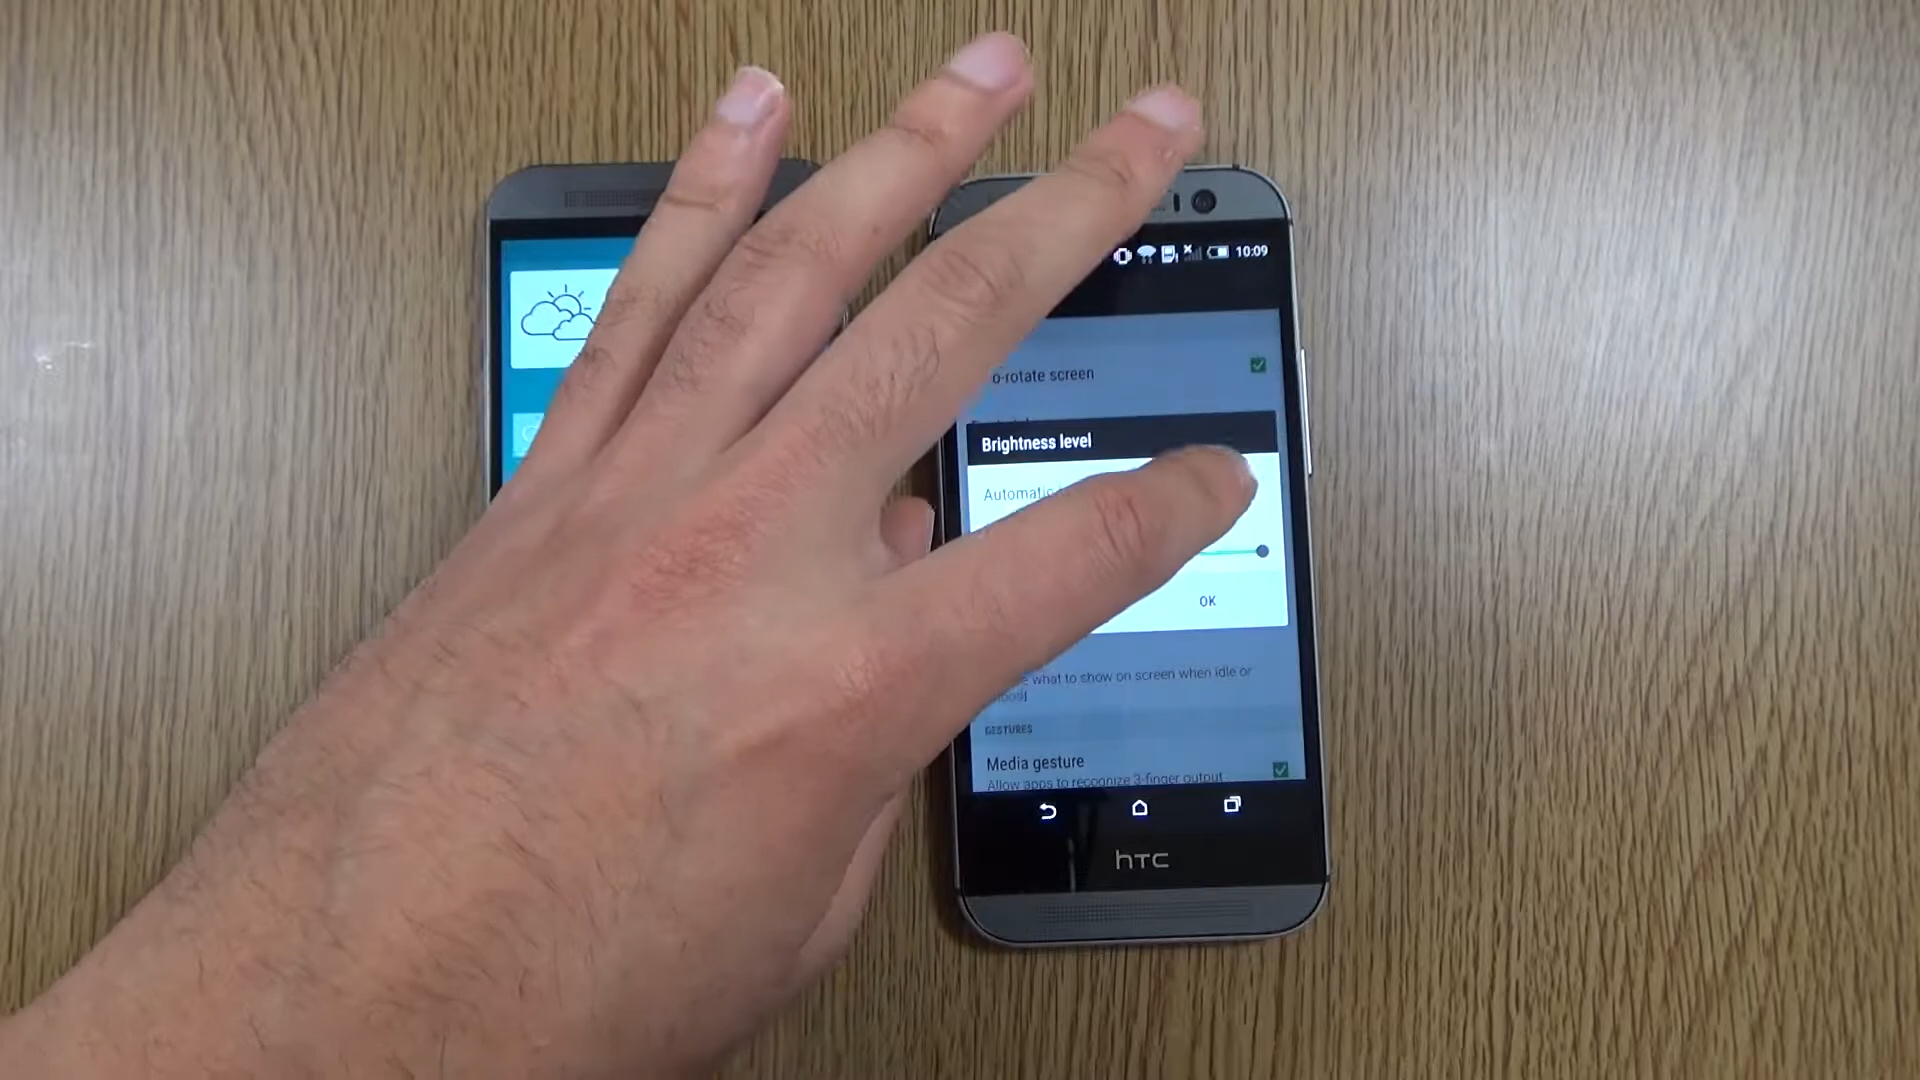 10:09
o-rotate screen
Brightness level
Automatic
OK
what to show on screen when idle or
GESTURES
Media gesture
Allow apps to recognize 3-finger output
hTC